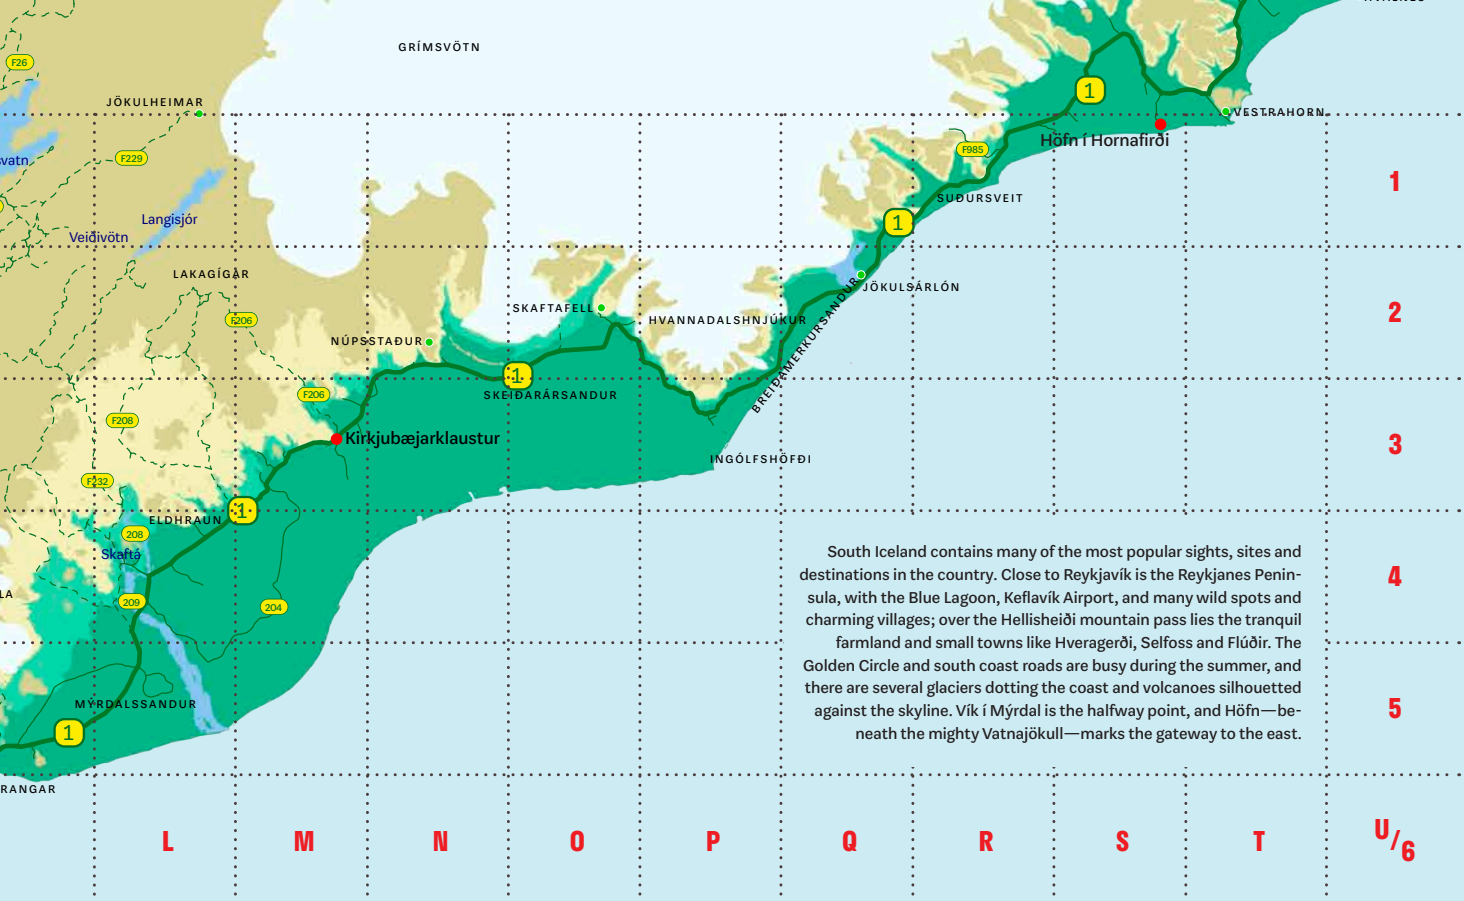 GRÍMSVÖTN
F26
JÖKULHEIMAR
1
VESTRAHORN
Höfn í Hornafirði
F229
F985
svatn
1
SUÐURSVEIT
Langisjór
1
Veiðivötn
LAKAGÍGAR
JÖKULSÁRLÓN
SKAFTAFELL
2
F206
HVANNADALSHNJÚKUR
NÚPSSTAÐUR
BREIÐAMERKURSANDUR
1
F206
SKEIÐARÁRSANDUR
F208
Kirkjubæjarklaustur
3
INGÓLFSHÖFÐI
F232
1
ELDHRAUN
208
Skaftá
South Iceland contains many of the most popular sights, sites and
destinations in the country. Close to Reykjavík is the Reykjanes Penin-
sula, with the Blue Lagoon, Keflavík Airport, and many wild spots and
charming villages; over the Hellisheiði mountain pass lies the tranquil
farmland and small towns like Hveragerði, Selfoss and Flúðir. The
Golden Circle and south coast roads are busy during the summer, and
there are several glaciers dotting the coast and volcanoes silhouetted
against the skyline. Vík í Mýrdal is the halfway point, and Höfn—be-
neath the mighty Vatnajökull—marks the gateway to the east.
4
LA
209
204
MÝRDALSSANDUR
5
1
RANGAR
L M N O P Q R S T U/6